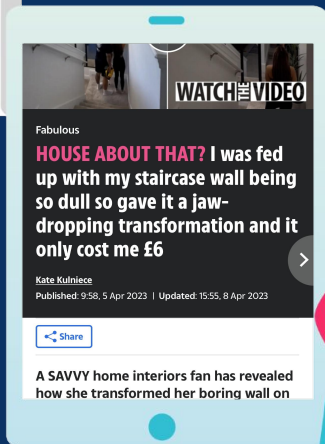 WATCH THE VIDEO
Fabulous
HOUSE ABOUT THAT? I was fed
up with my staircase wall being
so dull so gave it a jaw-
dropping transformation and it
only cost me £6
Kate Kulniece
Published: 9:58, 5 Apr 2023 | Updated: 15:55, 8 Apr 2023
Share
A SAVVY home interiors fan has revealed
how she transformed her boring wall on